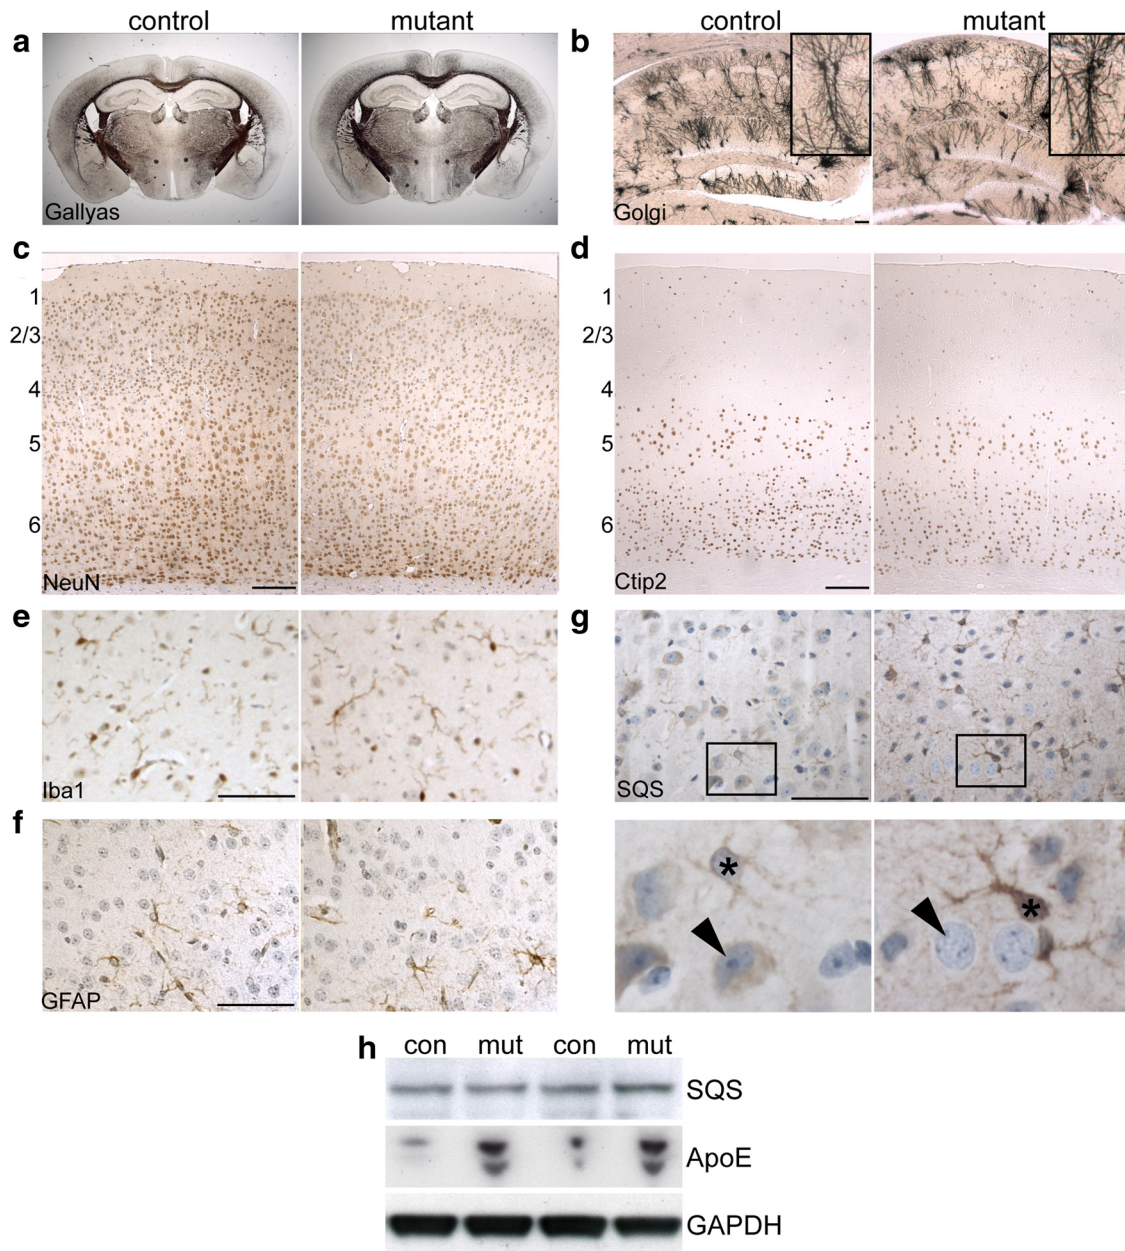 control mutant control mutant
a b
Gallyas Golgi
c d
1 1
2/3 2/3
4 4
5 5
6 6
NeuN Ctip2
e g
Iba1 SQS
f
* *
GFAP
h con mut con mut
SQS
ApoE
GAPDH